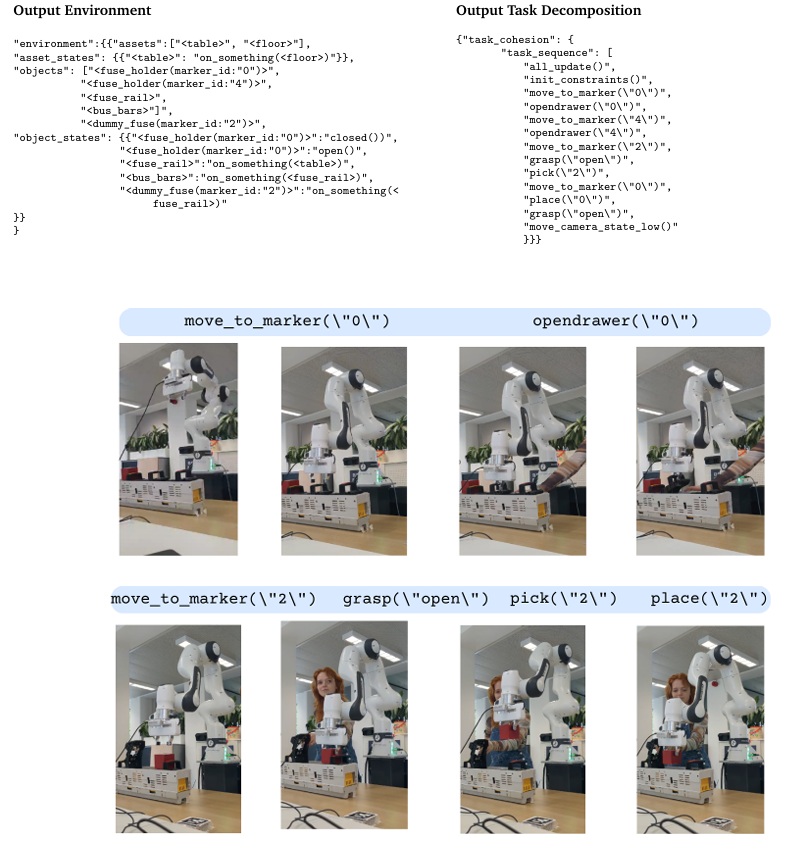 Output Environment
"environment":{{"assets":["<table>", "<floor>"],
"asset_states": {{"<table>": "on_something(<floor>)"}},
"objects": ["<fuse_holder(marker_id:"0")>",
"<fuse_holder(marker_id:"4")>",
"<fuse_rail>",
"<bus_bars>"]",
"<dummy_fuse(marker_id:"2")>",
"object_states": {{"<fuse_holder(marker_id:"0")>":"closed())",
"<fuse_holder(marker_id:"0")>":"open()",
"<fuse_rail>":"on_something(<table>)",
"<bus_bars>":"on_something(<fuse_rail>)",
"<dummy_fuse(marker_id:"2")>":"on_something(<
fuse_rail>)"
}}
}
Output Task Decomposition
{"task_cohesion": {
"task_sequence": [
"all_update()",
"init_constraints()",
"move_to_marker(\"0\")",
"opendrawer(\"0\")",
"move_to_marker(\"4\")",
"opendrawer(\"4\")",
"move_to_marker(\"2\")",
"grasp(\"open\")",
"pick(\"2\")",
"move_to_marker(\"0\")",
"place(\"0\")",
"grasp(\"open\")",
"move_camera_state_low()"
}}}
move_to_marker(\"0\") opendrawer(\"0\")
move_to_marker(\"2\") grasp(\"open\") pick(\"2\") place(\"2\")